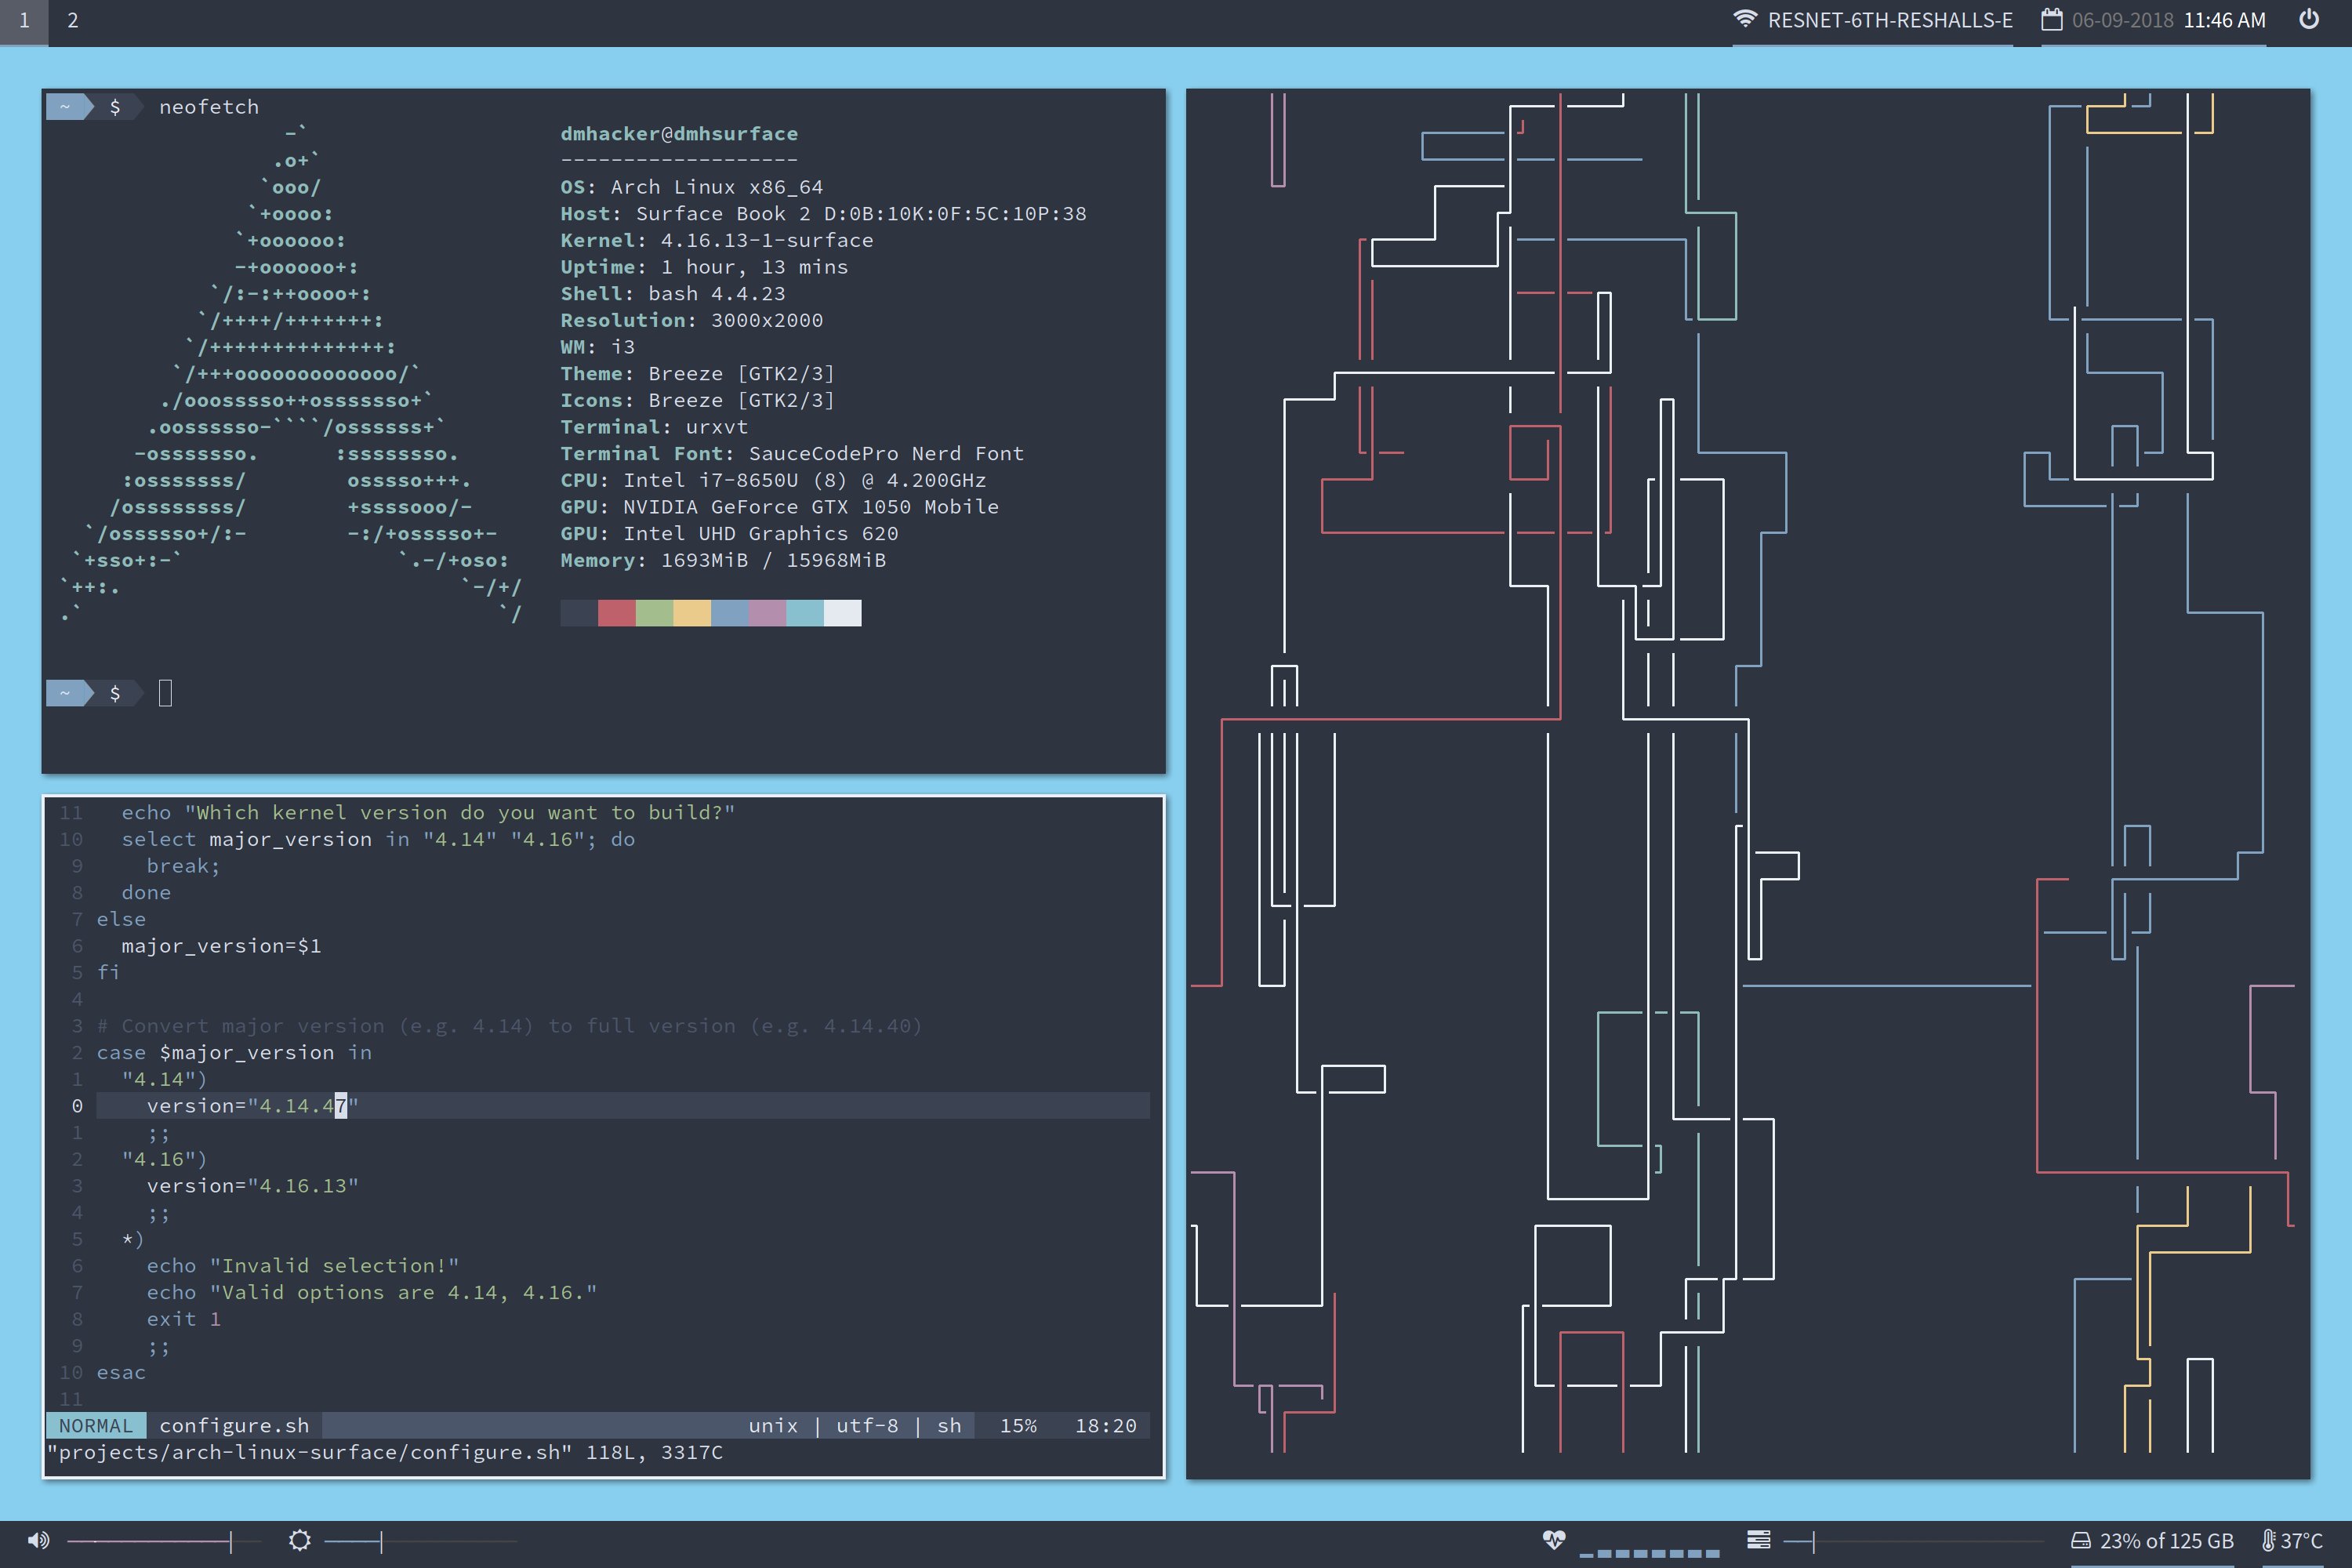 1 2 RESNET-6TH-RESHALLS-E 06-09-2018 11:46 AM
~ $ neofetch
-`
.o+`
`ooo/
`+oooo:
`+oooooo:
-+oooooo+:
`/:-:++oooo+:
`/++++/+++++++:
`/++++++++++++++:
`/+++ooooooooooooo/`
./ooosssso++osssssso+`
.oossssso-````/ossssss+`
-osssssso. :ssssssso.
:osssssss/ osssso+++.
/ossssssss/ +ssssooo/-
`/ossssso+/:- -:/+osssso+-
`+sso+:-` `.-/+oso:
`++:. `-/+/
.` `/
dmhacker@dmhsurface
-------------------
OS: Arch Linux x86_64
Host: Surface Book 2 D:0B:10K:0F:5C:10P:38
Kernel: 4.16.13-1-surface
Uptime: 1 hour, 13 mins
Shell: bash 4.4.23
Resolution: 3000x2000
WM: i3
Theme: Breeze [GTK2/3]
Icons: Breeze [GTK2/3]
Terminal: urxvt
Terminal Font: SauceCodePro Nerd Font
CPU: Intel i7-8650U (8) @ 4.200GHz
GPU: NVIDIA GeForce GTX 1050 Mobile
GPU: Intel UHD Graphics 620
Memory: 1693MiB / 15968MiB
~ $
11 echo "Which kernel version do you want to build?"
10 select major_version in "4.14" "4.16"; do
9 break;
8 done
7 else
6 major_version=$1
5 fi
4
3 # Convert major version (e.g. 4.14) to full version (e.g. 4.14.40)
2 case $major_version in
1 "4.14")
0 version="4.14.47"
1 ;;
2 "4.16")
3 version="4.16.13"
4 ;;
5 *)
6 echo "Invalid selection!"
7 echo "Valid options are 4.14, 4.16."
8 exit 1
9 ;;
10 esac
11
NORMAL configure.sh unix | utf-8 | sh 15% 18:20
"projects/arch-linux-surface/configure.sh" 118L, 3317C
23% of 125 GB 37°C